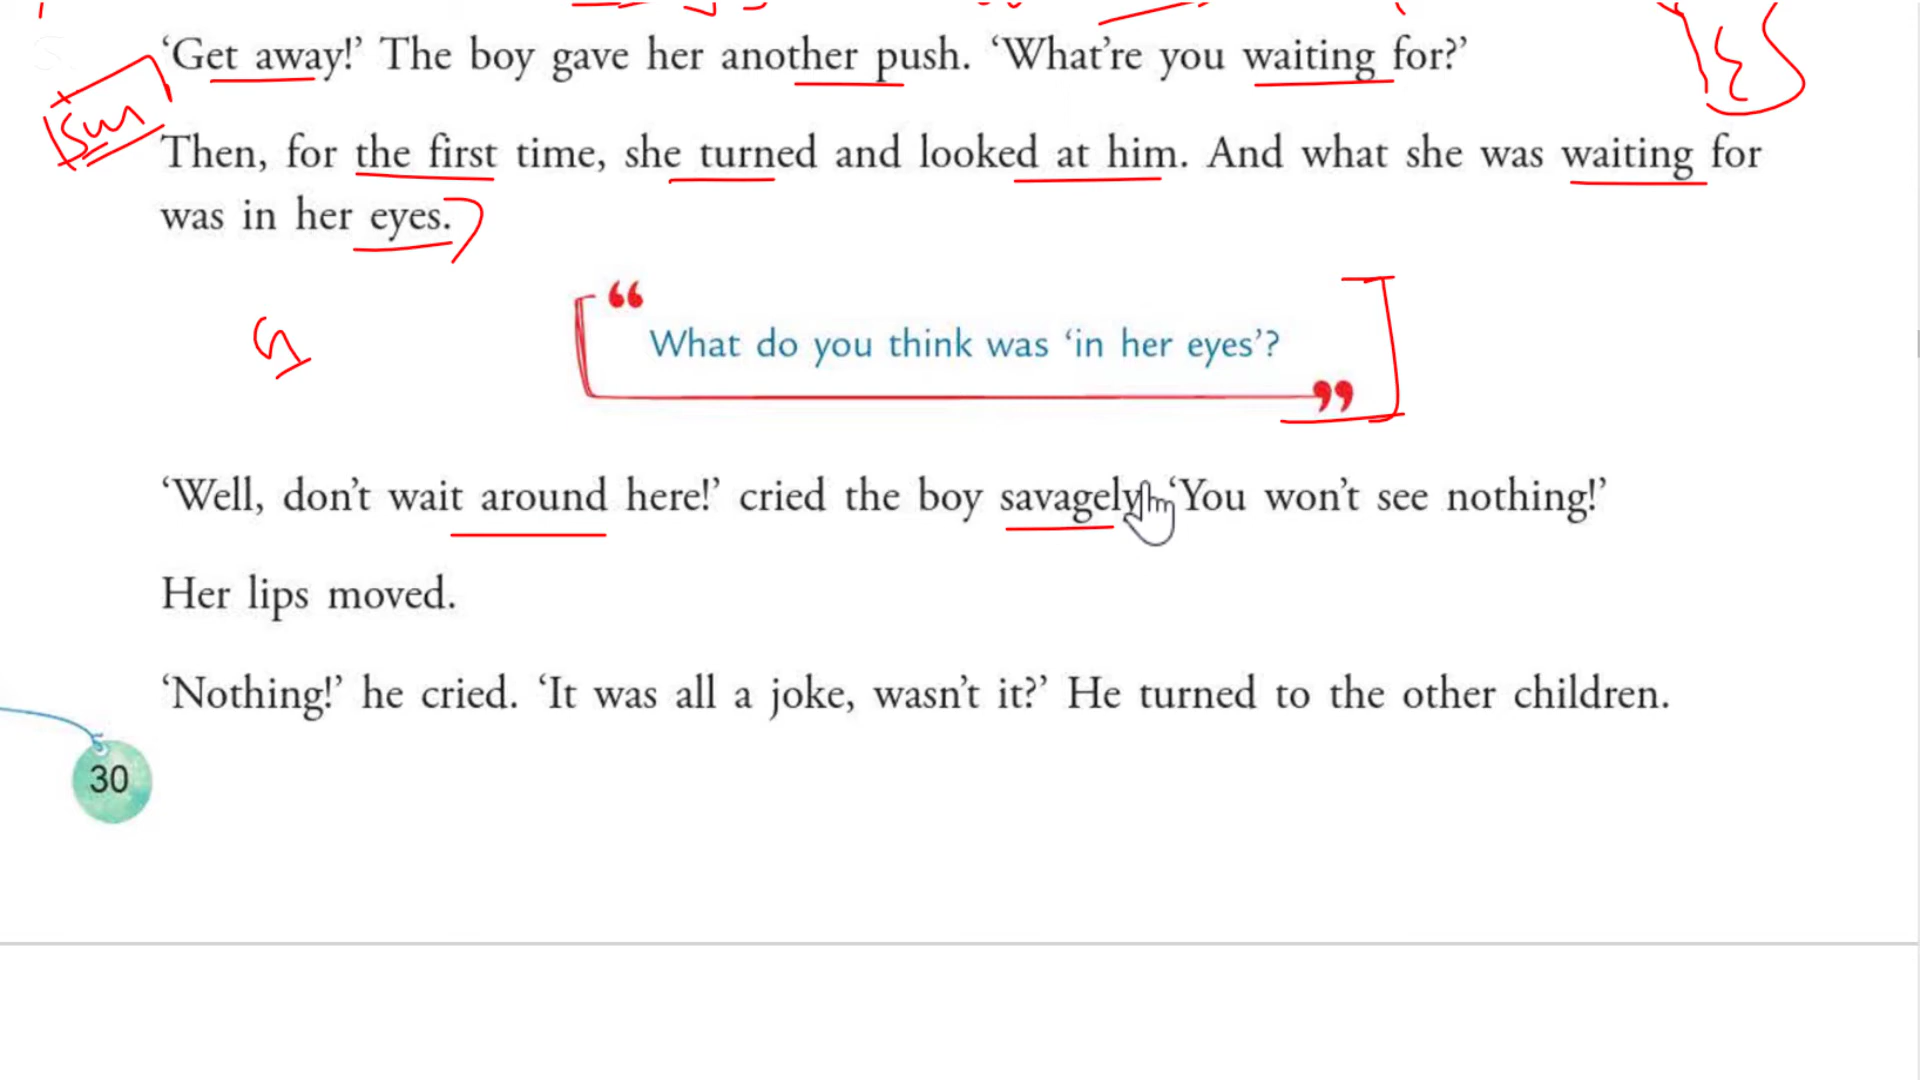 ‘Get away!’ The boy gave her another push. ‘What’re you waiting for?’
Sun
Then, for the first time, she turned and looked at him. And what she was waiting for
was in her eyes.
“
What do you think was ‘in her eyes’?
”
‘Well, don’t wait around here!’ cried the boy savagely. ‘You won’t see nothing!’
Her lips moved.
‘Nothing!’ he cried. ‘It was all a joke, wasn’t it?’ He turned to the other children.
30